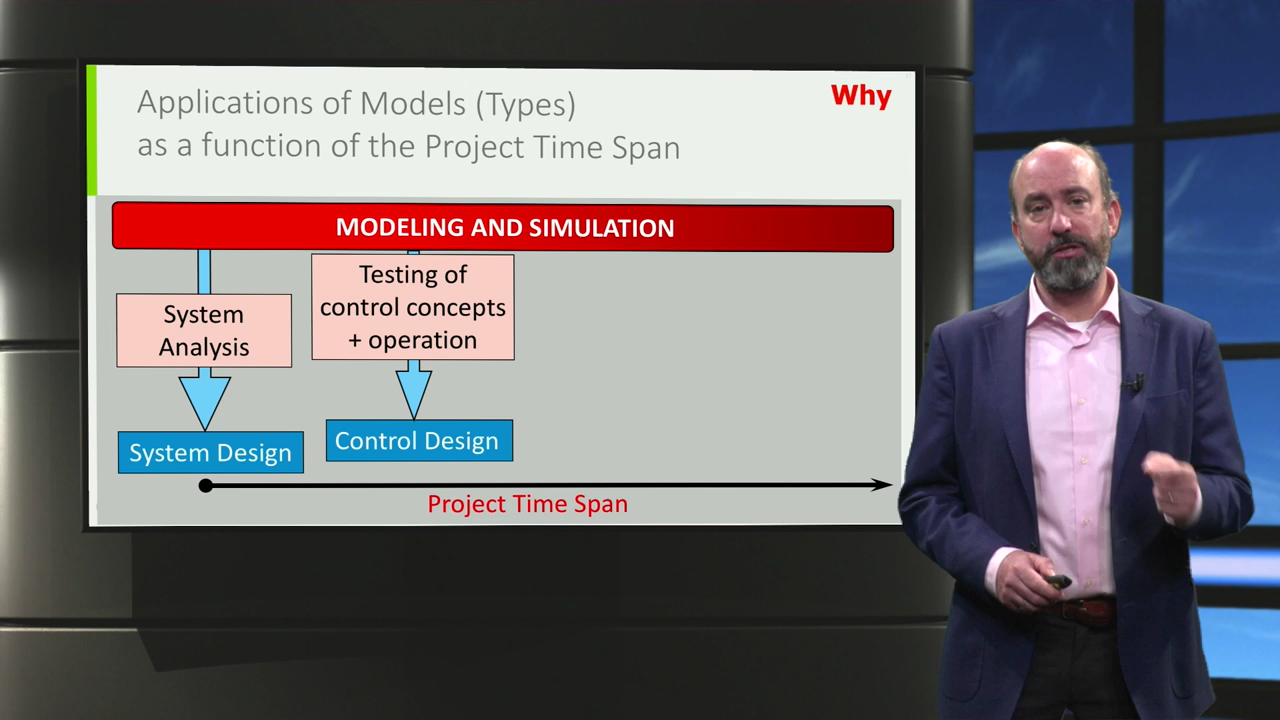 Applications of Models (Types)
as a function of the Project Time Span
Why
MODELING AND SIMULATION
System
Analysis
Testing of
control concepts
+ operation
System Design
Control Design
Project Time Span